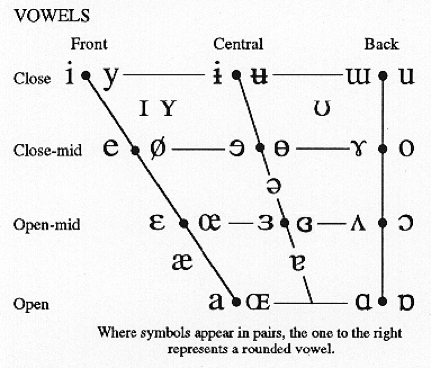 VOWELS
Front Central Back
Close i y ɨ ʉ ɯ u
I Y ʊ
Close-mid e ø ɘ ɵ ɤ o
ə
Open-mid ɛ œ ɜ ʚ ʌ ɔ
æ ɐ
Open a Œ ɑ ɒ
Where symbols appear in pairs, the one to the right
represents a rounded vowel.